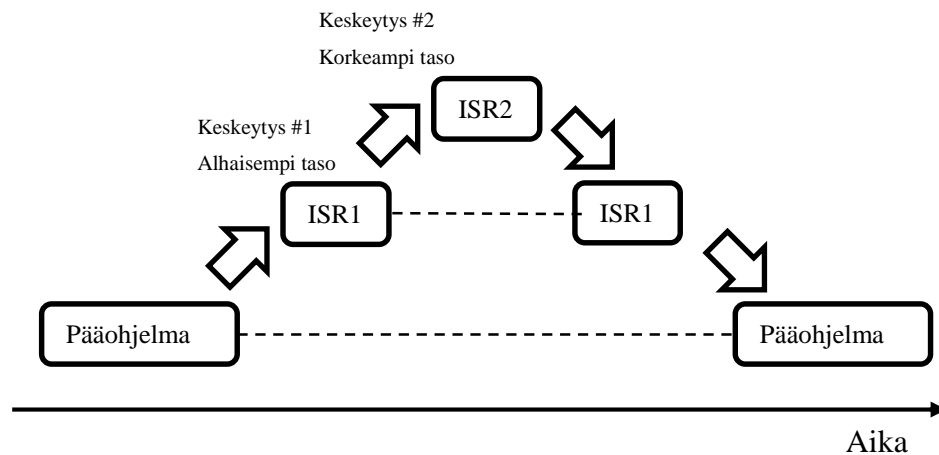 Keskeytys #2
Korkeampi taso
ISR2
Keskeytys #1
Alhaisempi taso
ISR1
ISR1
Pääohjelma
Pääohjelma
Aika